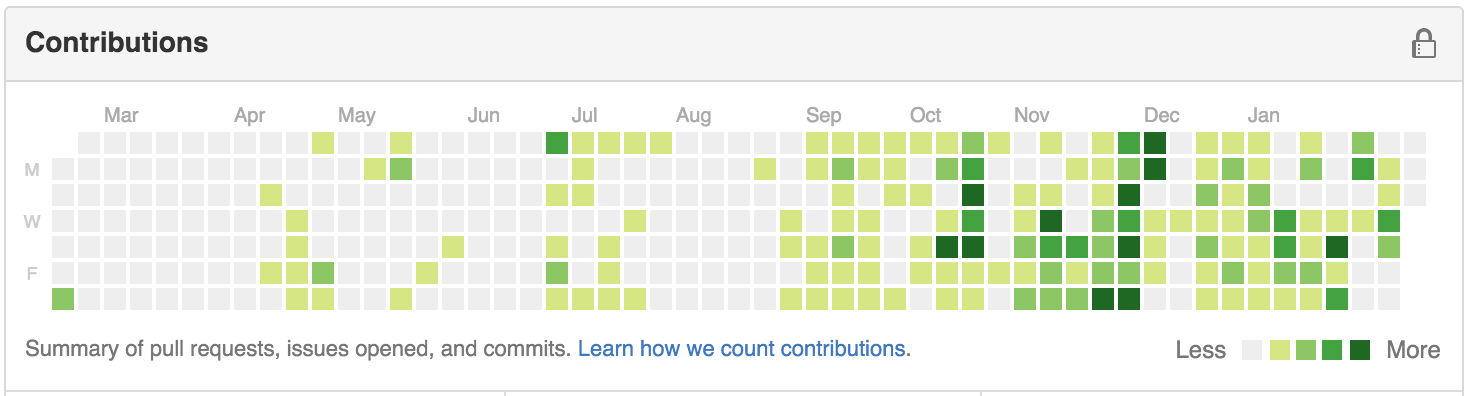 Contributions
Mar Apr May Jun Jul Aug Sep Oct Nov Dec Jan
M
W
F
Summary of pull requests, issues opened, and commits. Learn how we count contributions.
Less More